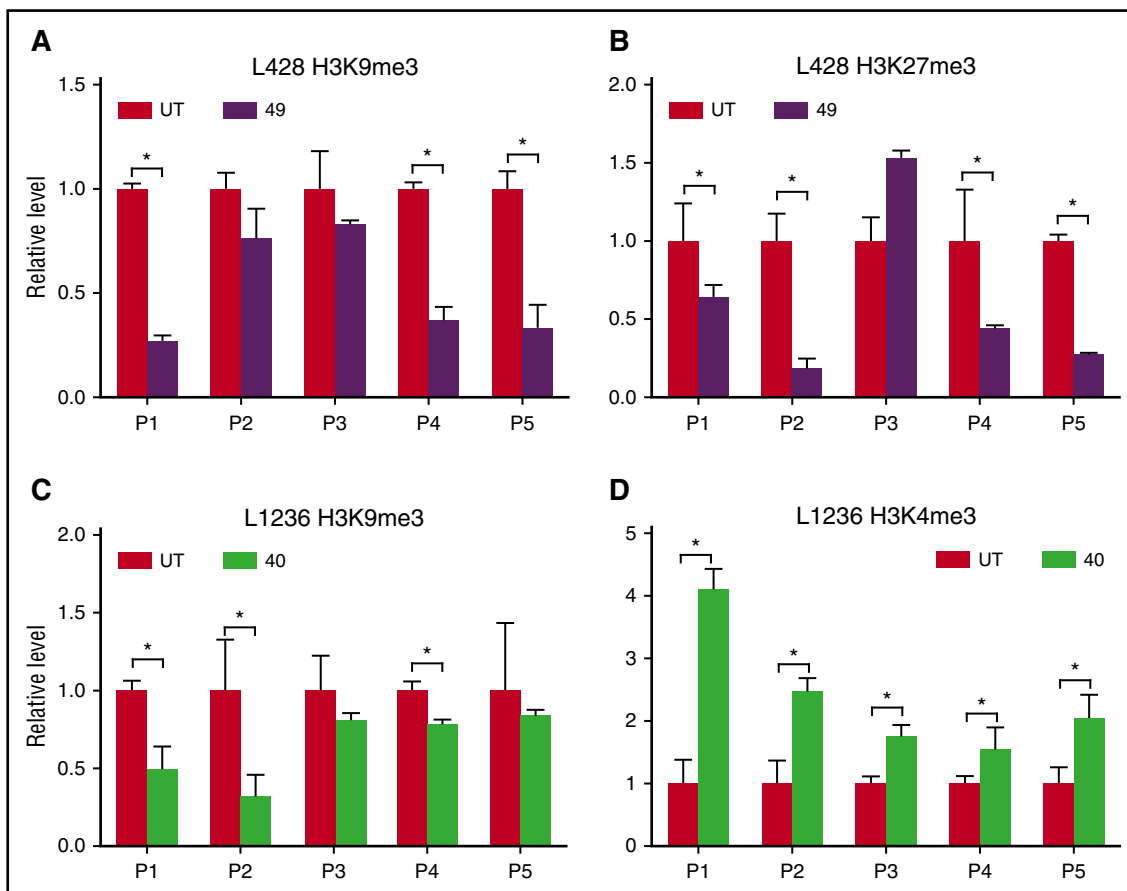 A
L428 H3K9me3
UT 49
Relative level
1.5
1.0
0.5
0.0
* * *
P1 P2 P3 P4 P5
B
L428 H3K27me3
UT 49
2.0
1.5
1.0
0.5
0.0
* * * *
P1 P2 P3 P4 P5
C
L1236 H3K9me3
UT 40
Relative level
2.0
1.5
1.0
0.5
0.0
* * *
P1 P2 P3 P4 P5
D
L1236 H3K4me3
UT 40
5
4
3
2
1
0
* * * * *
P1 P2 P3 P4 P5